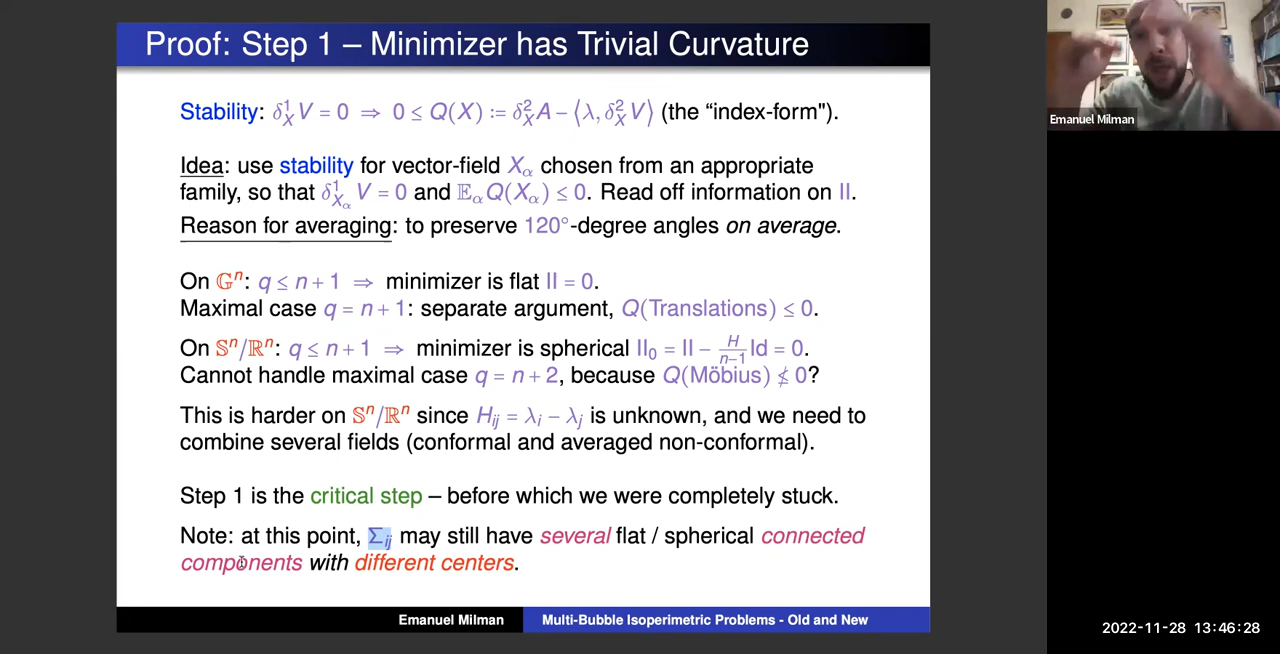 Proof: Step 1 – Minimizer has Trivial Curvature
Stability: δ¹_X V = 0 ⇒ 0 ≤ Q(X) := δ²_X A − ⟨λ, δ²_X V⟩ (the “index-form").
Idea: use stability for vector-field X_α chosen from an appropriate
family, so that δ¹_{X_α} V = 0 and 𝔼_α Q(X_α) ≤ 0. Read off information on II.
Reason for averaging: to preserve 120°-degree angles on average.
On 𝔾ⁿ: q ≤ n + 1 ⇒ minimizer is flat II = 0.
Maximal case q = n + 1: separate argument, Q(Translations) ≤ 0.
On 𝕊ⁿ/ℝⁿ: q ≤ n + 1 ⇒ minimizer is spherical II₀ = II − H/(n−1) Id = 0.
Cannot handle maximal case q = n + 2, because Q(Möbius) ≰ 0?
This is harder on 𝕊ⁿ/ℝⁿ since H_{ij} = λ_i − λ_j is unknown, and we need to
combine several fields (conformal and averaged non-conformal).
Step 1 is the critical step – before which we were completely stuck.
Note: at this point, Σ_{ij} may still have several flat / spherical connected
components with different centers.
Emanuel Milman
Multi-Bubble Isoperimetric Problems - Old and New
Emanuel Milman
2022-11-28 13:46:28